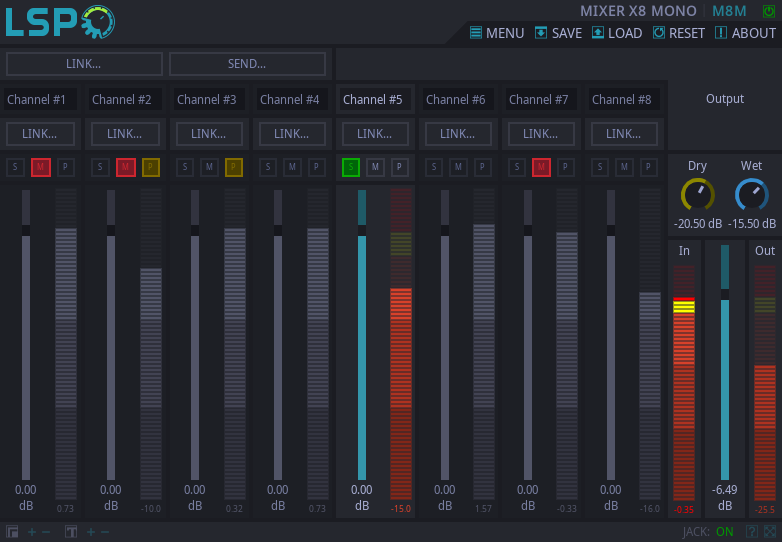 LSP
MIXER X8 MONO M8M
MENU SAVE LOAD RESET ABOUT
LINK... SEND...
Channel #1 Channel #2 Channel #3 Channel #4 Channel #5 Channel #6 Channel #7 Channel #8 Output
LINK... LINK... LINK... LINK... LINK... LINK... LINK... LINK...
S M P S M P S M P S M P S M P S M P S M P S M P
Dry Wet
-20.50 dB -15.50 dB
In Out
0.00 0.00 0.00 0.00 0.00 0.00 0.00 0.00 -6.49
dB dB dB dB dB dB dB dB dB
0.73 -10.0 0.32 0.73 -15.0 1.57 -0.33 -16.0 -0.35 -25.5
JACK: ON ?